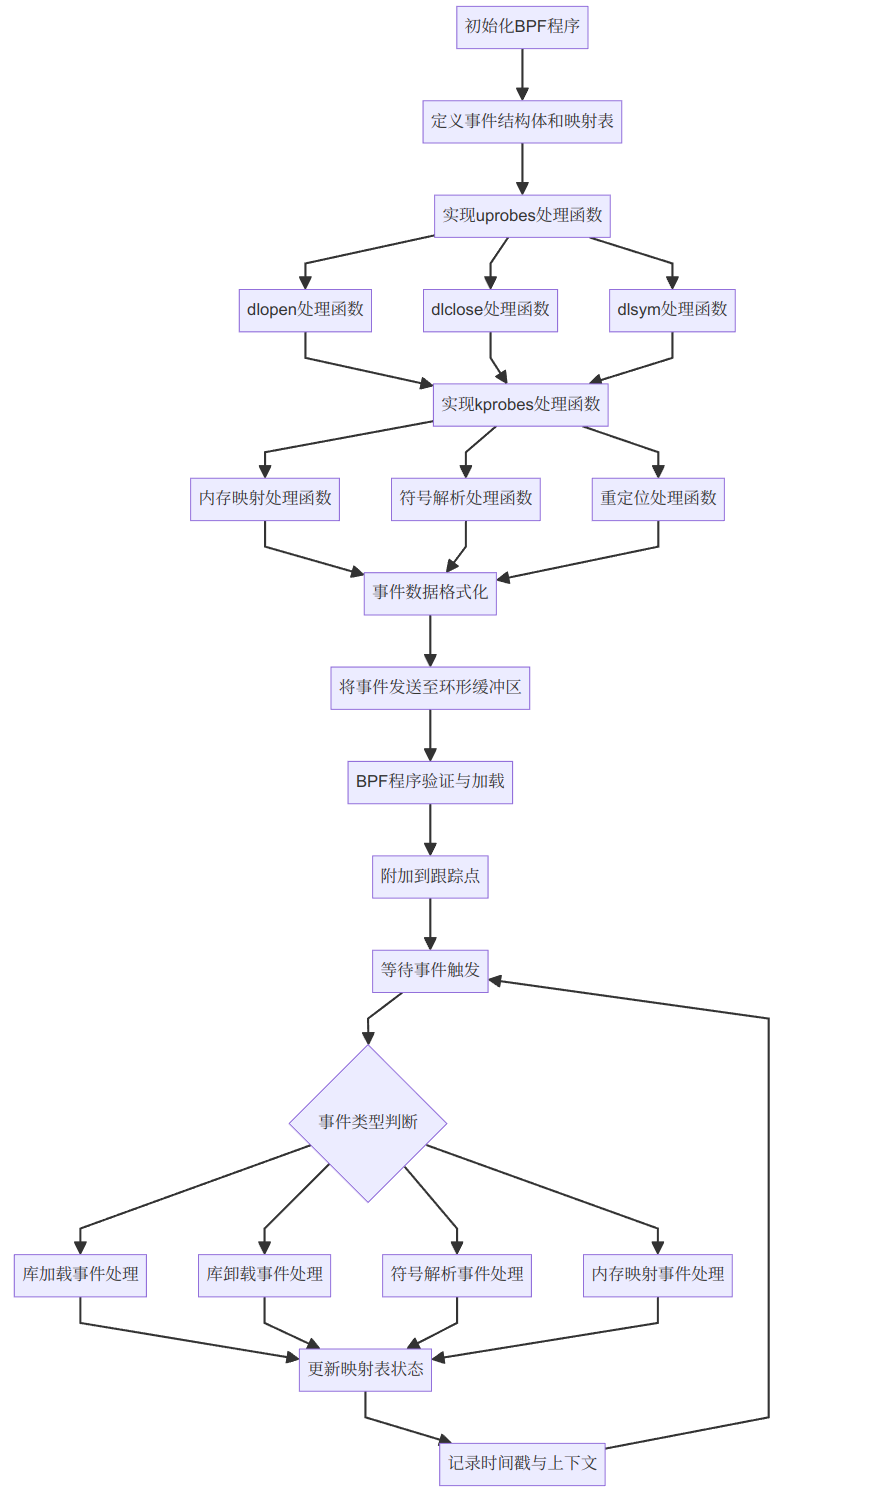 初始化BPF程序
定义事件结构体和映射表
实现uprobes处理函数
dlopen处理函数
dlclose处理函数
dlsym处理函数
实现kprobes处理函数
内存映射处理函数
符号解析处理函数
重定位处理函数
事件数据格式化
将事件发送至环形缓冲区
BPF程序验证与加载
附加到跟踪点
等待事件触发
事件类型判断
库加载事件处理
库卸载事件处理
符号解析事件处理
内存映射事件处理
更新映射表状态
记录时间戳与上下文